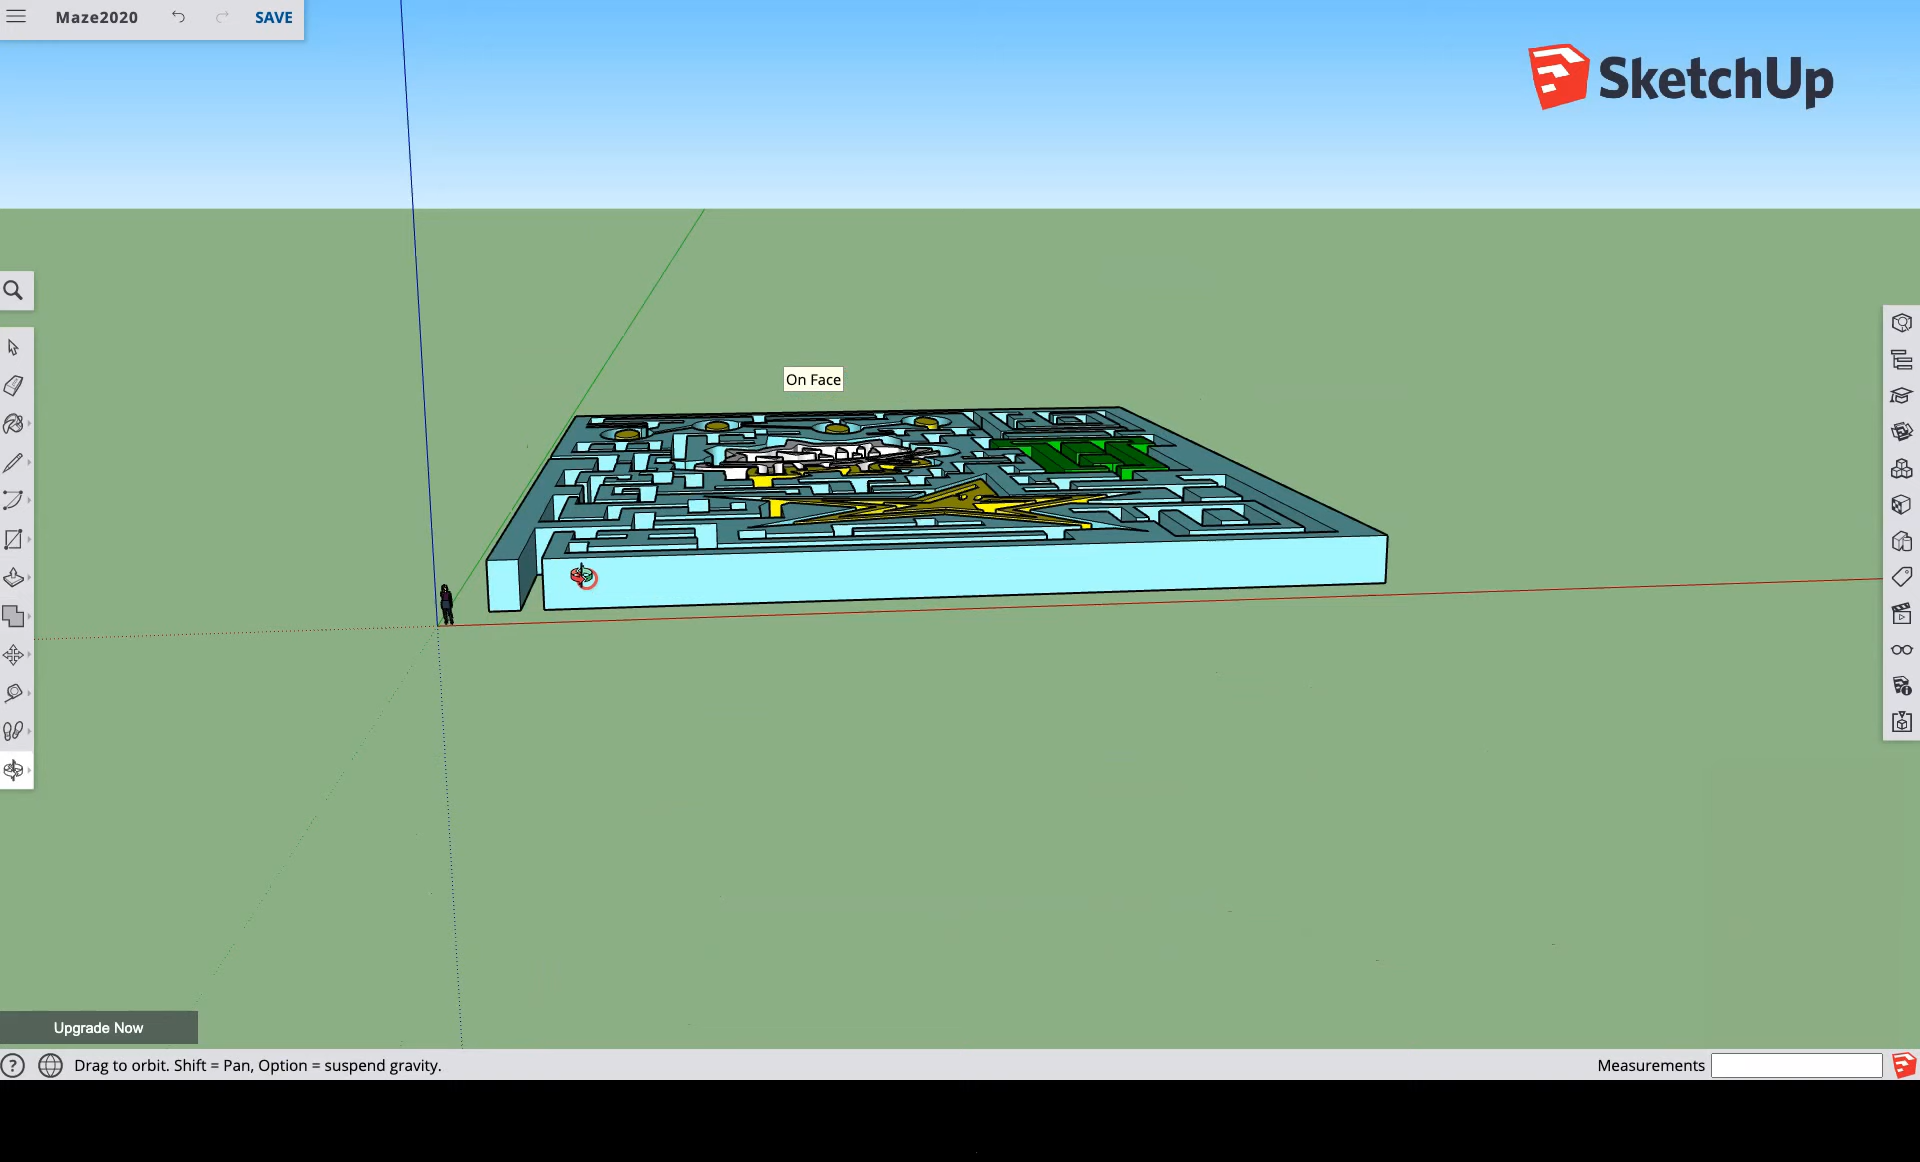 Maze2020 SAVE
SketchUp
On Face
Upgrade Now
? Drag to orbit. Shift = Pan, Option = suspend gravity. Measurements